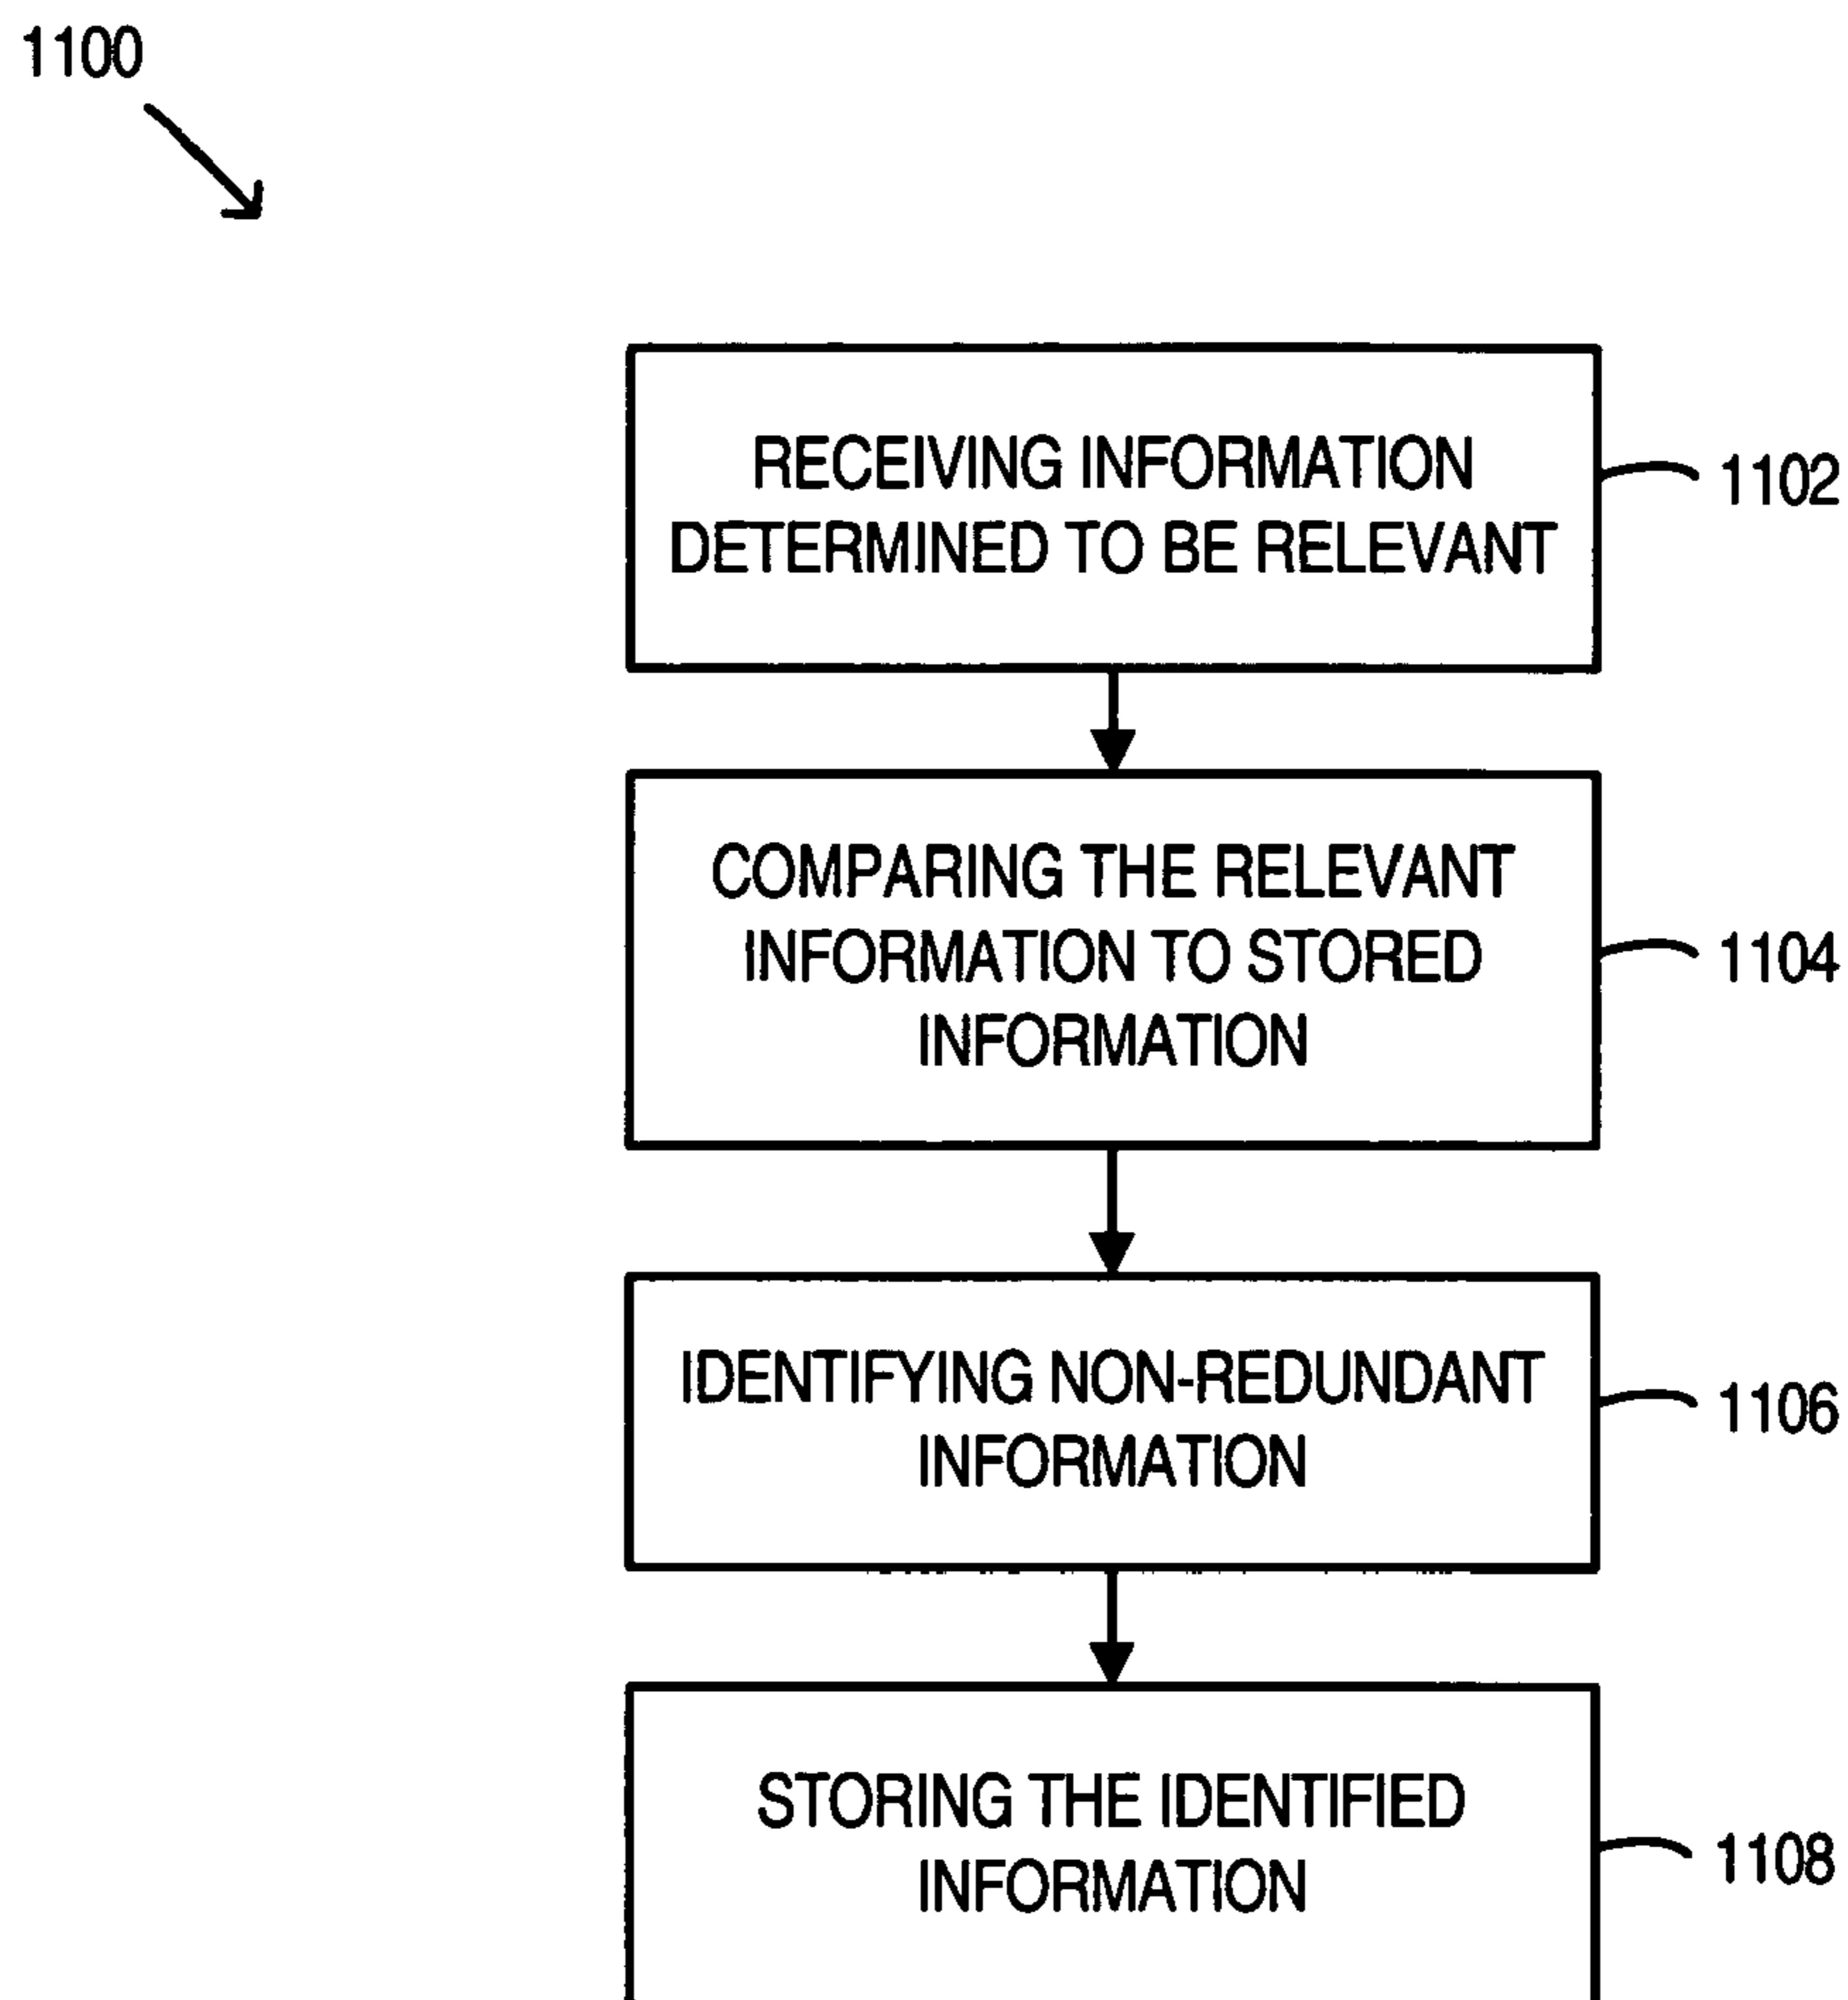 1100
RECEIVING INFORMATION
DETERMINED TO BE RELEVANT
1102
COMPARING THE RELEVANT
INFORMATION TO STORED
INFORMATION
1104
IDENTIFYING NON-REDUNDANT
INFORMATION
1106
STORING THE IDENTIFIED
INFORMATION
1108